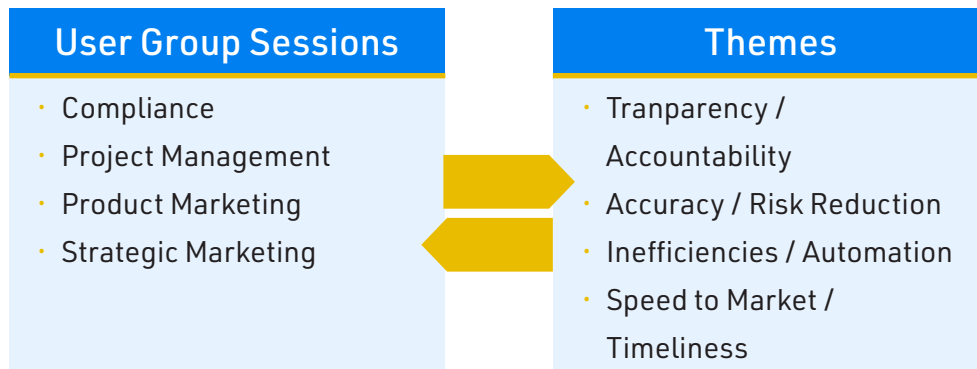 User Group Sessions
· Compliance
· Project Management
· Product Marketing
· Strategic Marketing
Themes
· Tranparency /
Accountability
· Accuracy / Risk Reduction
· Inefficiencies / Automation
· Speed to Market /
Timeliness